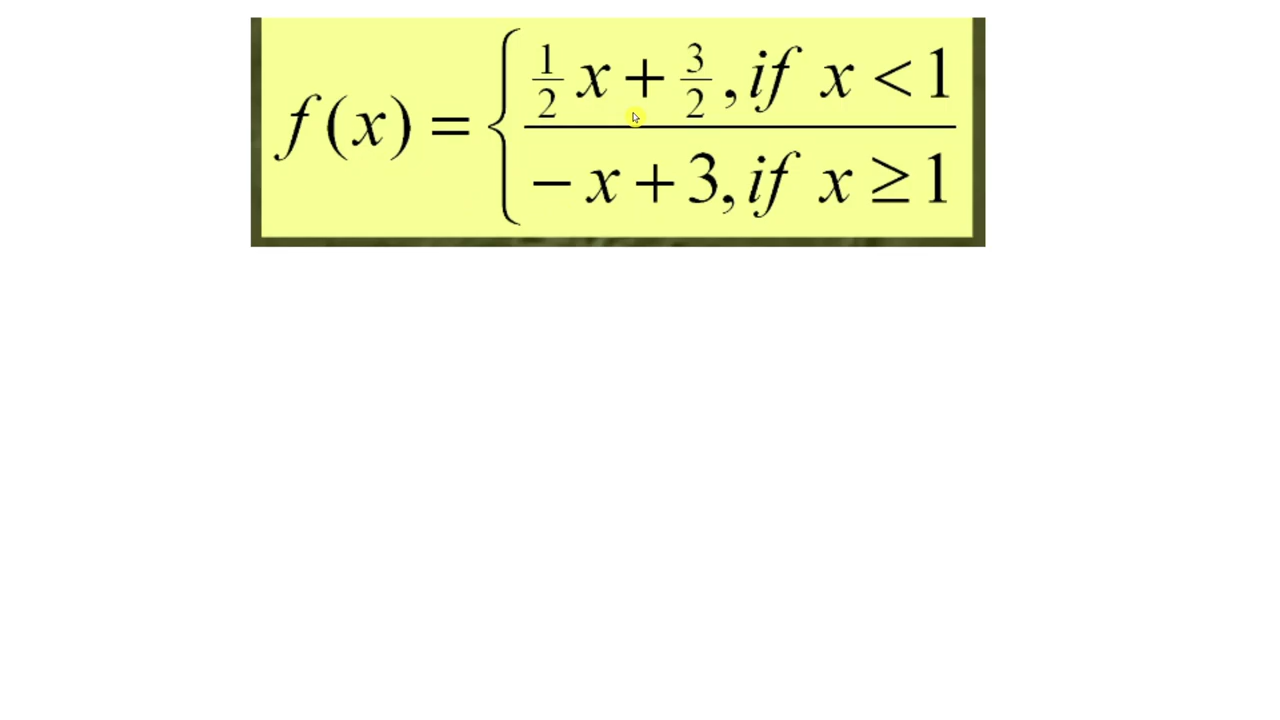 f(x) = { 1/2 x + 3/2, if x < 1
− x + 3, if x ≥ 1